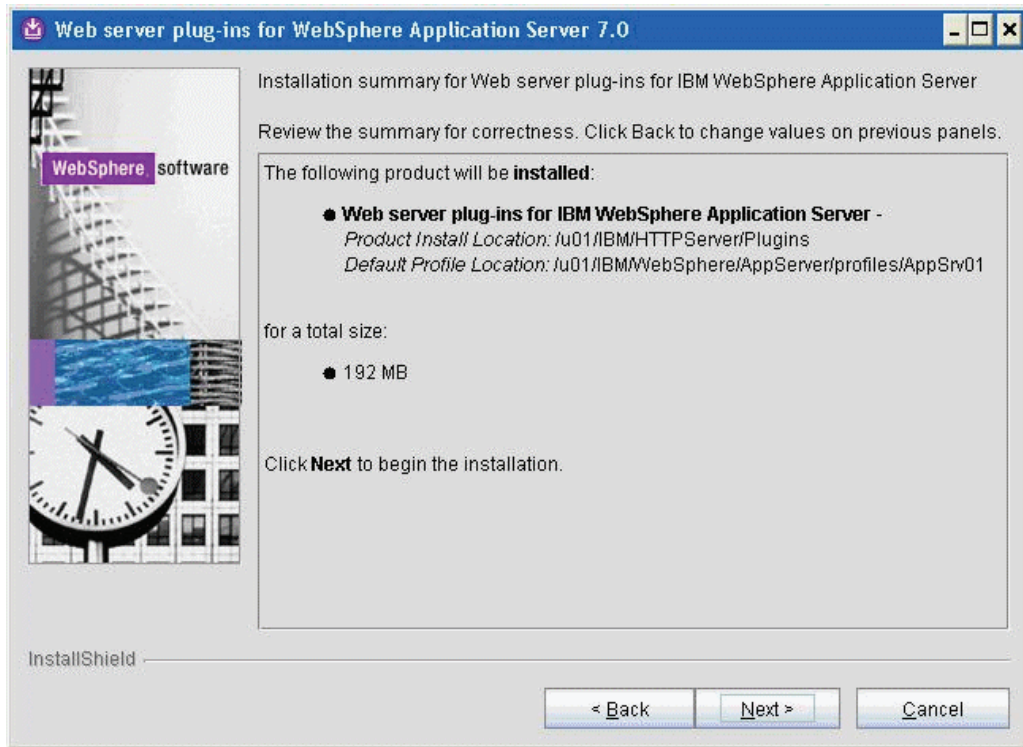 Web server plug-ins for WebSphere Application Server 7.0
WebSphere software
Installation summary for Web server plug-ins for IBM WebSphere Application Server
Review the summary for correctness. Click Back to change values on previous panels.
The following product will be installed:
● Web server plug-ins for IBM WebSphere Application Server -
Product Install Location: /u01/IBM/HTTPServer/Plugins
Default Profile Location: /u01/IBM/WebSphere/AppServer/profiles/AppSrv01
for a total size:
● 192 MB
Click Next to begin the installation.
InstallShield
< Back
Next >
Cancel